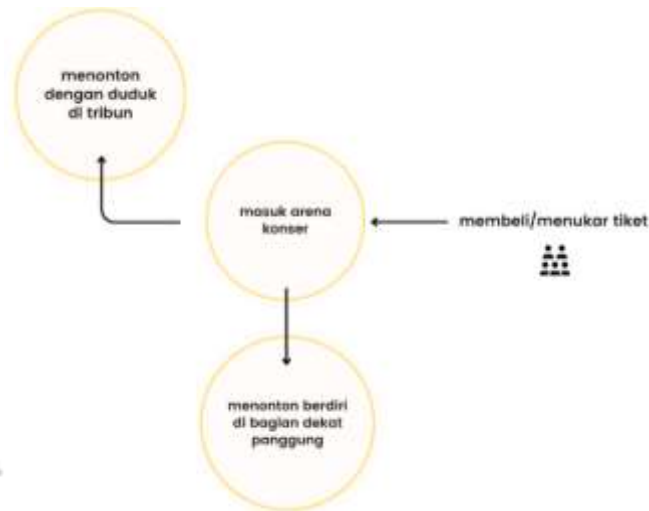 menonton
dengan duduk
di tribun
masuk arena
konser
membeli/menukar tiket
menonton berdiri
di bagian dekat
panggung